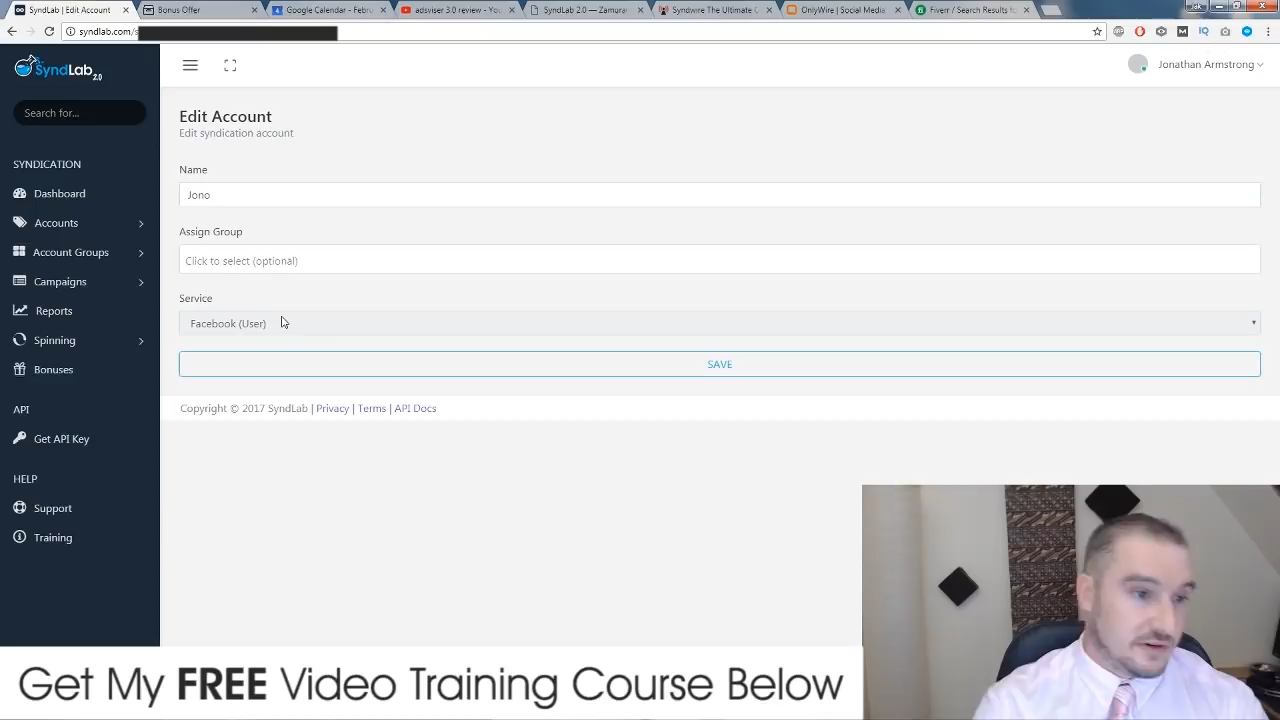 SyndLab | Edit Account
Bonus Offer
Google Calendar - Febru
adsviser 3.0 review - You
SyndLab 2.0 — Zamura
Syndwire The Ultimate
OnlyWire | Social Media
Fiverr / Search Results fo
Jak
syndlab.com/s
SyndLab 2.0
Jonathan Armstrong
Search for...
Edit Account
Edit syndication account
SYNDICATION
Name
Dashboard
Jono
Accounts
Assign Group
Account Groups
Click to select (optional)
Campaigns
Service
Reports
Facebook (User)
Spinning
SAVE
Bonuses
API
Copyright © 2017 SyndLab | Privacy | Terms | API Docs
Get API Key
HELP
Support
Training
Get My FREE Video Training Course Below